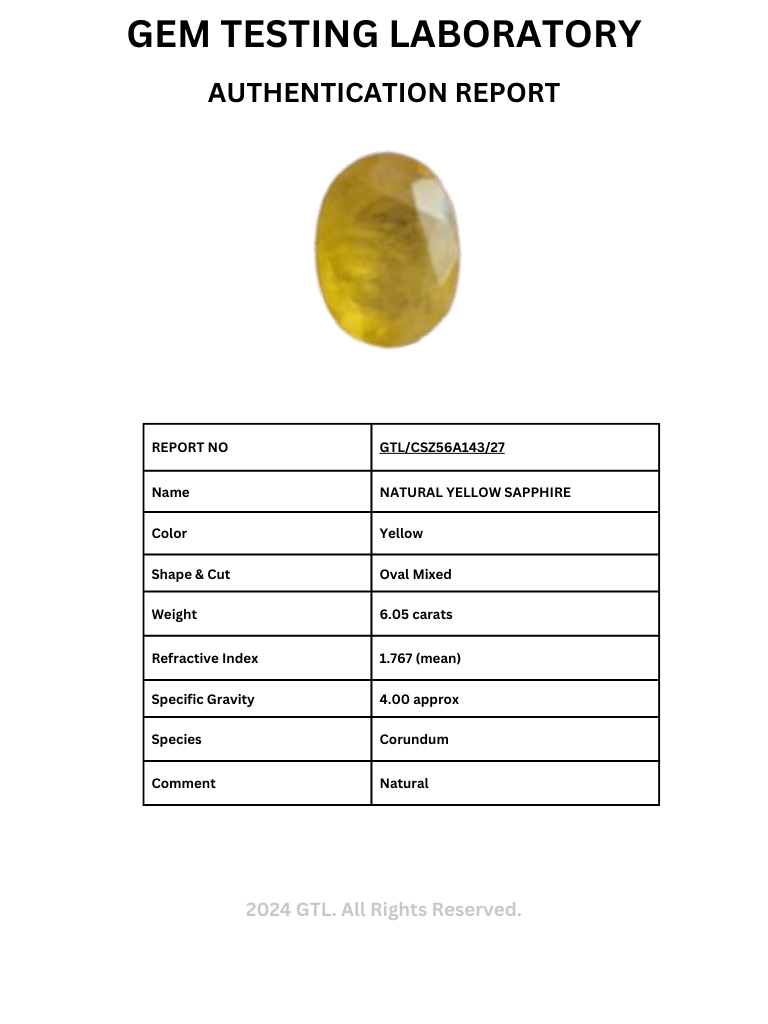 GEM TESTING LABORATORY
AUTHENTICATION REPORT
REPORT NO GTL/CSZ56A143/27
Name NATURAL YELLOW SAPPHIRE
Color Yellow
Shape & Cut Oval Mixed
Weight 6.05 carats
Refractive Index 1.767 (mean)
Specific Gravity 4.00 approx
Species Corundum
Comment Natural
2024 GTL. All Rights Reserved.